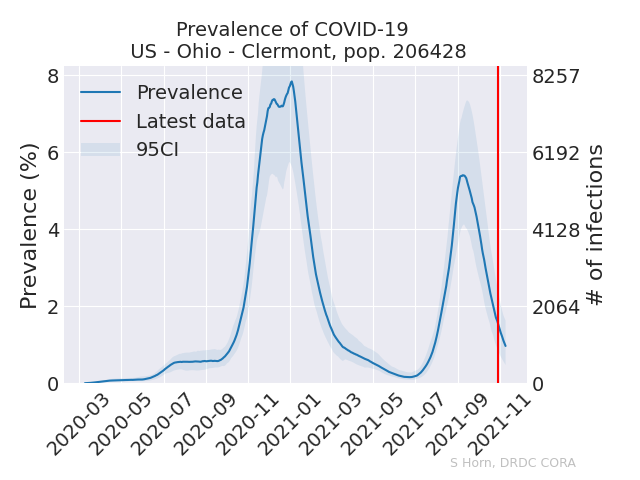 Prevalence of COVID-19
US - Ohio - Clermont, pop. 206428
Prevalence
Latest data
95CI
Prevalence (%)
8
6
4
2
0
# of infections
8257
6192
4128
2064
0
2020-03
2020-05
2020-07
2020-09
2020-11
2021-01
2021-03
2021-05
2021-07
2021-09
2021-11
S Horn, DRDC CORA